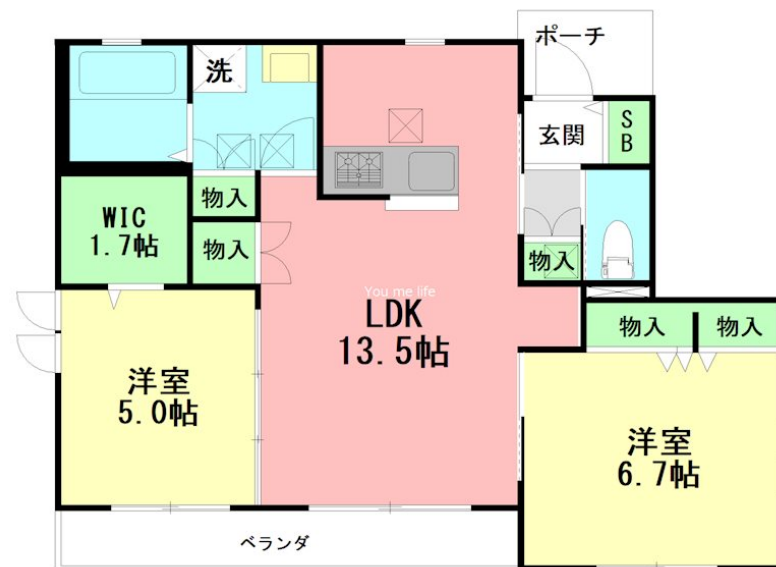 ポーチ
洗
玄関
SB
物入
WIC
1.7帖
物入
物入
You me life
LDK
13.5帖
物入
物入
洋室
5.0帖
洋室
6.7帖
ベランダ